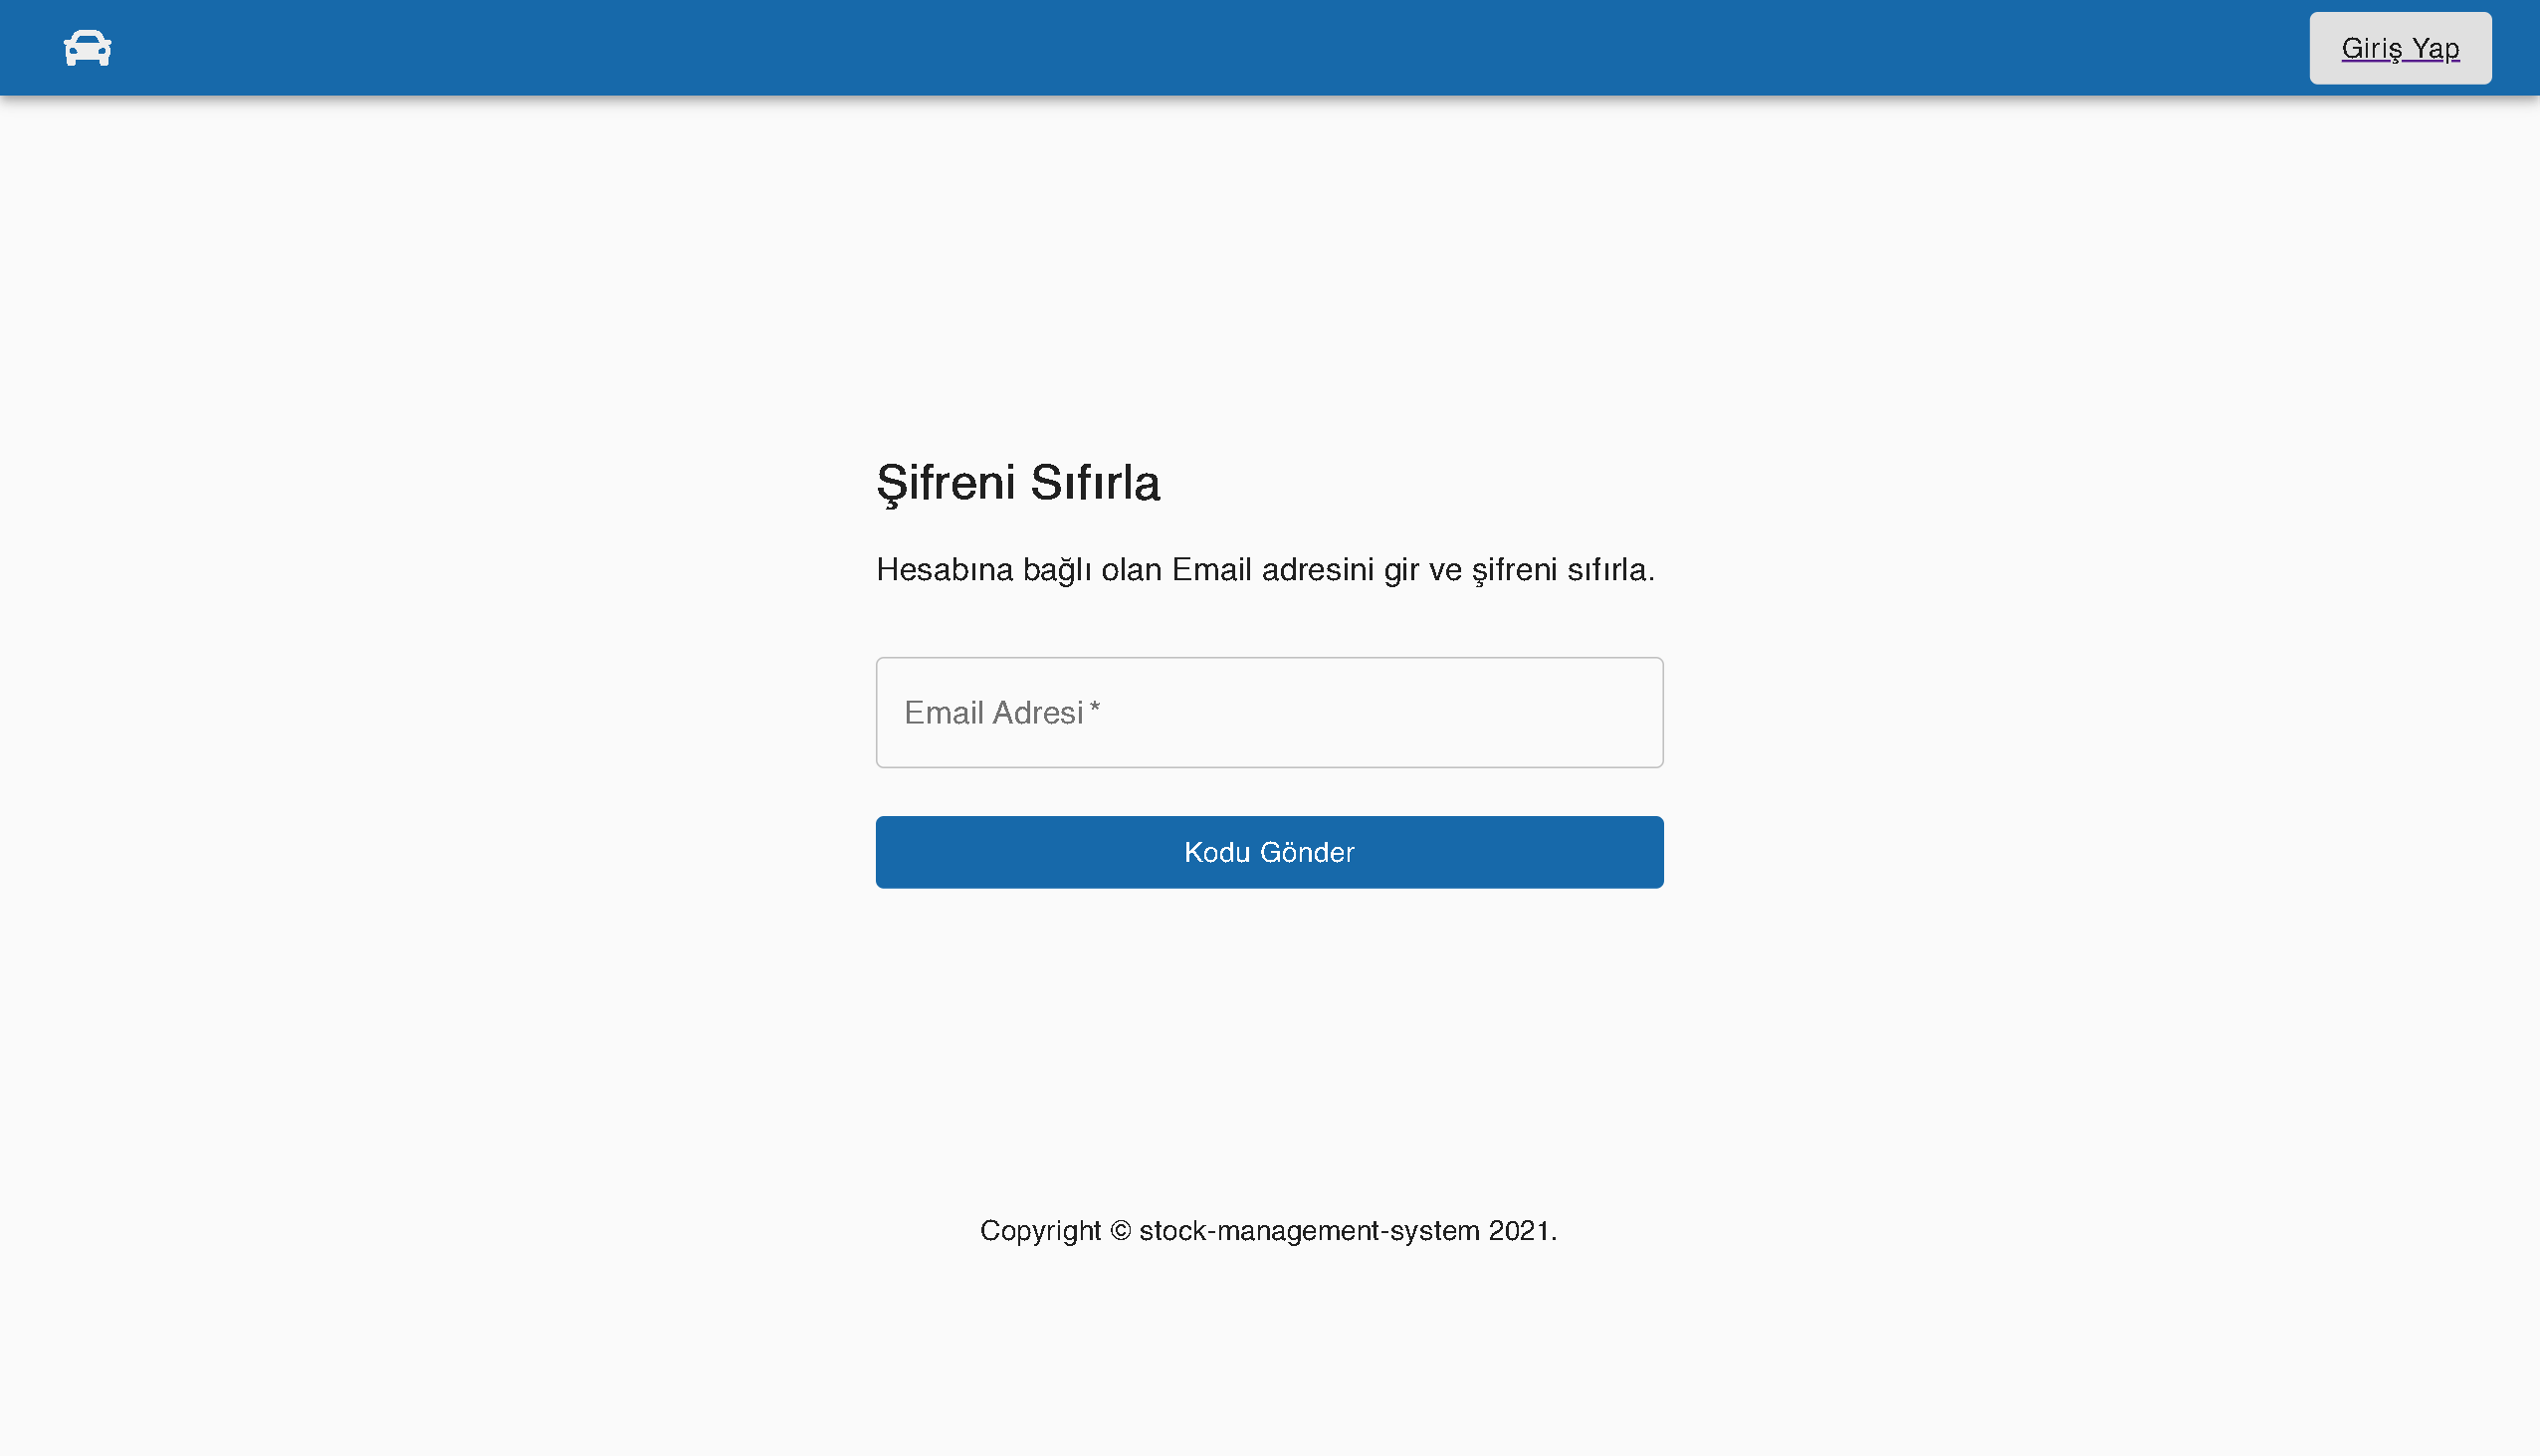 Giriş Yap
Şifreni Sıfırla
Hesabına bağlı olan Email adresini gir ve şifreni sıfırla.
Email Adresi *
Kodu Gönder
Copyright © stock-management-system 2021.